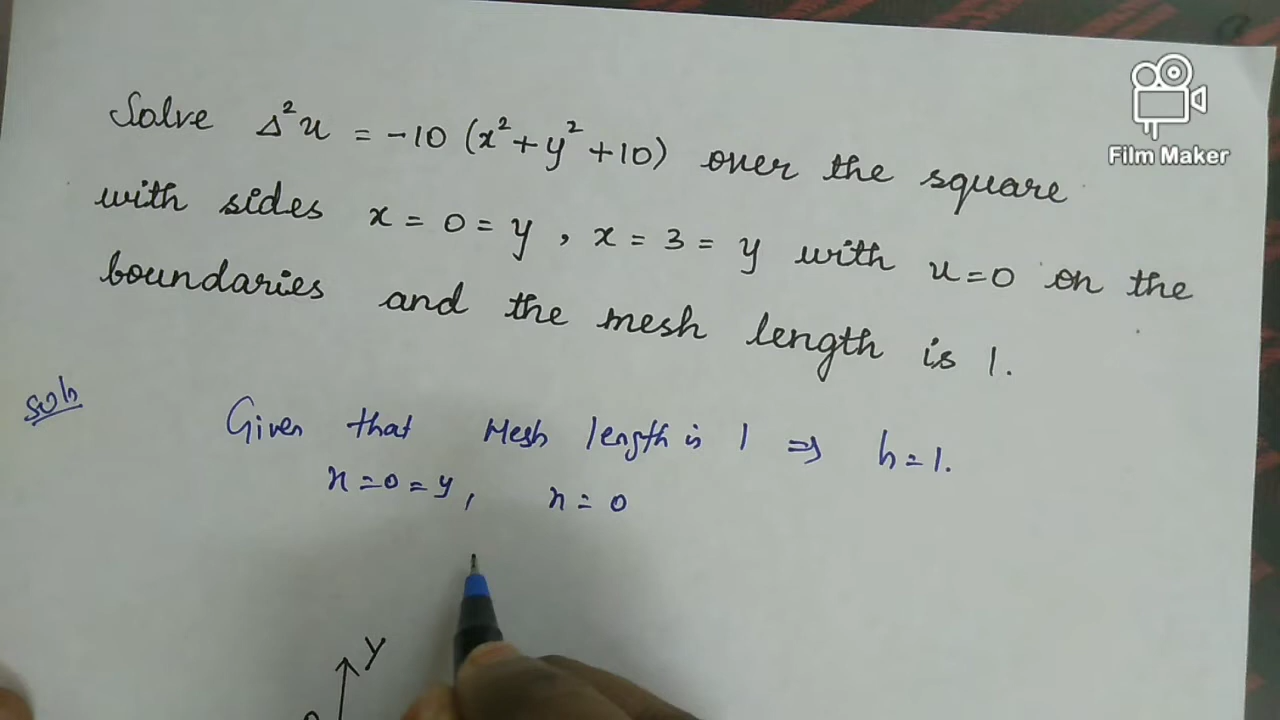 Solve Δ²u = -10 (x²+y²+10) over the square
with sides x = 0 = y, x = 3 = y with u=0 on the
boundaries and the mesh length is 1.
Soln
Given that Mesh length is 1 ⇒ h=1.
x=0=y, x=0
Y
Film Maker